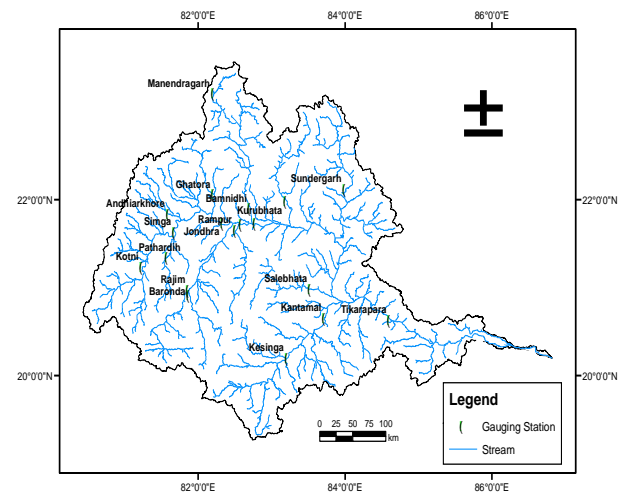 82°0'0"E 84°0'0"E 86°0'0"E
Manendragarh
Sundergarh
Ghatora
22°0'0"N 22°0'0"N
Bamnidhi
Andhiarkhore
Kurubhata
Rampur
Simga
Jondhra
Pathardih
Kotni
Rajim
Salebhata
Baronda
Kantamal
Tikarapara
Kesinga
20°0'0"N 20°0'0"N
Legend
Gauging Station
Stream
0 25 50 75 100
km
82°0'0"E 84°0'0"E 86°0'0"E